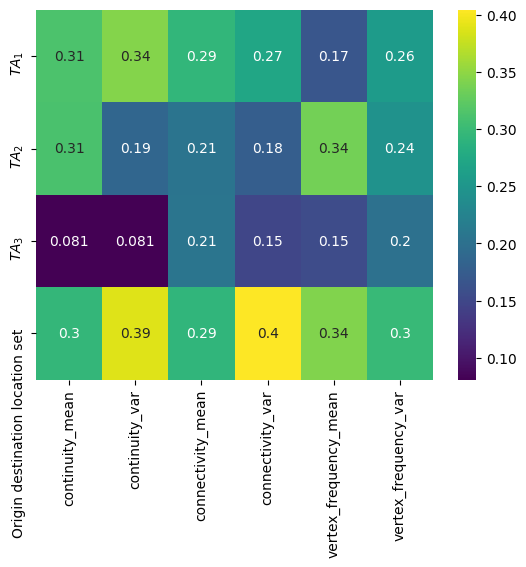 TA1 0.31 0.34 0.29 0.27 0.17 0.26
TA2 0.31 0.19 0.21 0.18 0.34 0.24
TA3 0.081 0.081 0.21 0.15 0.15 0.2
Origin destination location set 0.3 0.39 0.29 0.4 0.34 0.3
continuity_mean
continuity_var
connectivity_mean
connectivity_var
vertex_frequency_mean
vertex_frequency_var
0.40
0.35
0.30
0.25
0.20
0.15
0.10